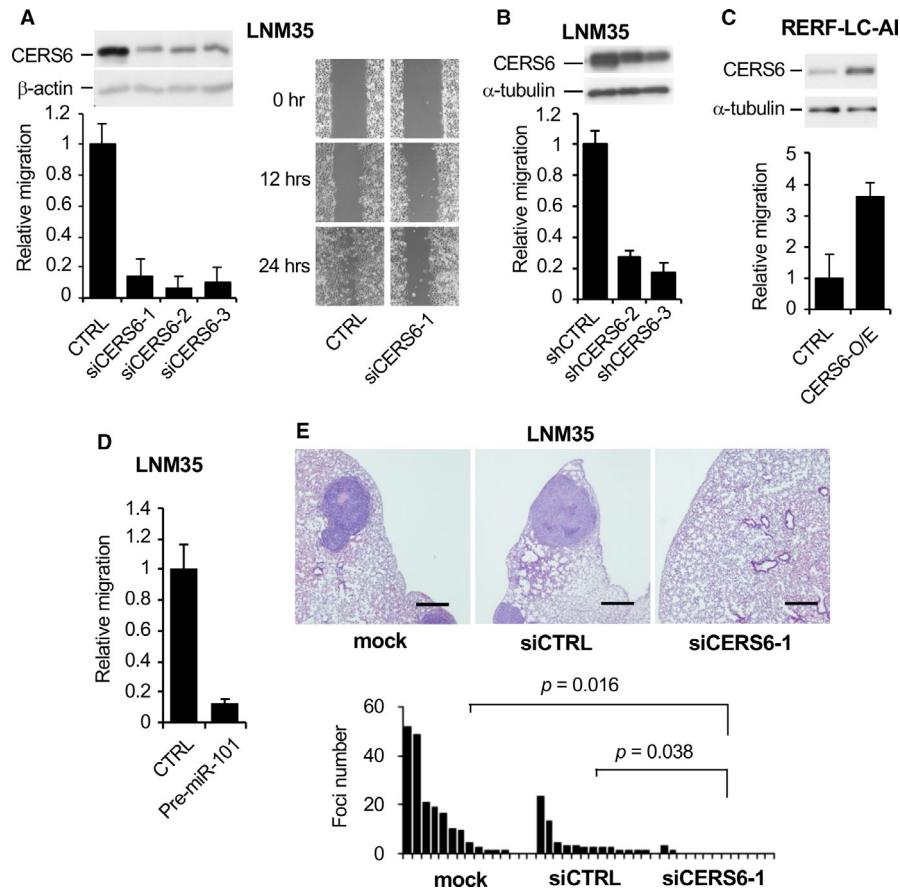 A
LNM35
CERS6
β-actin
Relative migration
1.2
1
0.8
0.6
0.4
0.2
0
CTRL
siCERS6-1
siCERS6-2
siCERS6-3
0 hr
12 hrs
24 hrs
CTRL
siCERS6-1
B
LNM35
CERS6
α-tubulin
Relative migration
1.2
1
0.8
0.6
0.4
0.2
0
shCTRL
shCERS6-2
shCERS6-3
C
RERF-LC-AI
CERS6
α-tubulin
Relative migration
5
4
3
2
1
0
CTRL
CERS6-O/E
D
LNM35
Relative migration
1.4
1.2
1
0.8
0.6
0.4
0.2
0
CTRL
Pre-miR-101
E
LNM35
mock
siCTRL
siCERS6-1
p = 0.016
p = 0.038
Foci number
60
40
20
0
mock
siCTRL
siCERS6-1